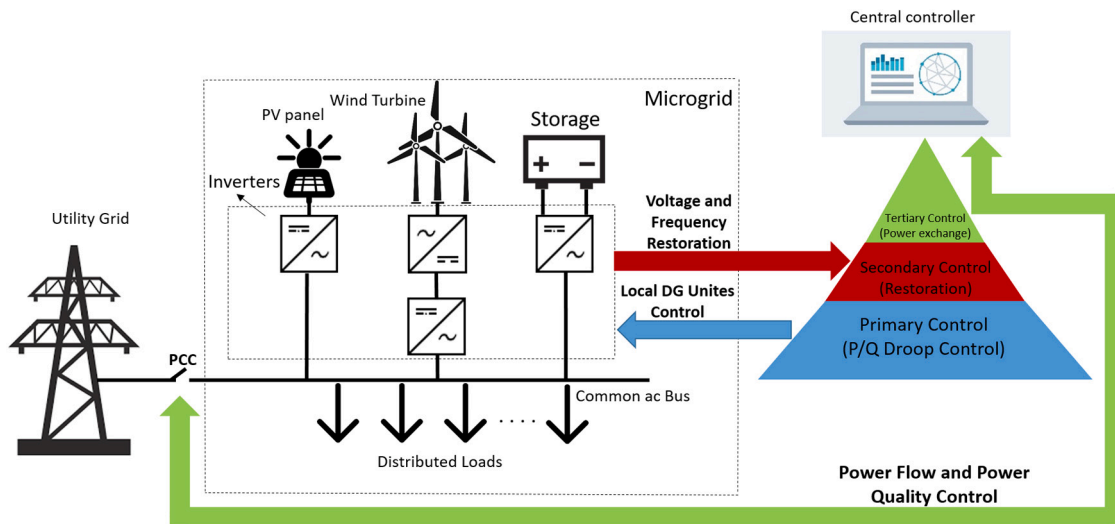 Central controller
Microgrid
Wind Turbine
PV panel
Storage
Inverters
Utility Grid
Voltage and
Frequency
Restoration
Tertiary Control
(Power exchange)
Secondary Control
(Restoration)
Local DG Unites
Control
Primary Control
(P/Q Droop Control)
PCC
Common ac Bus
Distributed Loads
Power Flow and Power
Quality Control